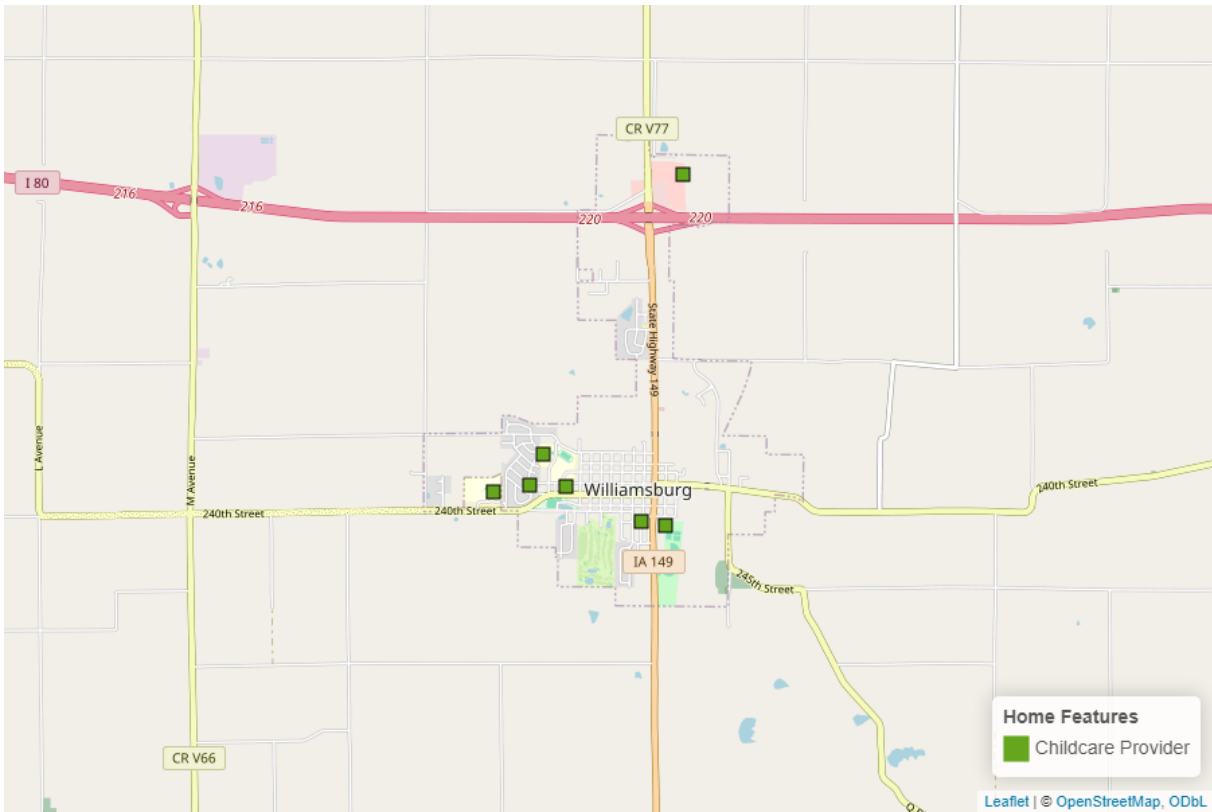 CR V77
I 80
216
216
220
220
State Highway 149
L Avenue
M Avenue
Williamsburg
240th Street
240th Street
240th Street
IA 149
245th Street
CR V66
Home Features
Childcare Provider
Leaflet | © OpenStreetMap, ODbL